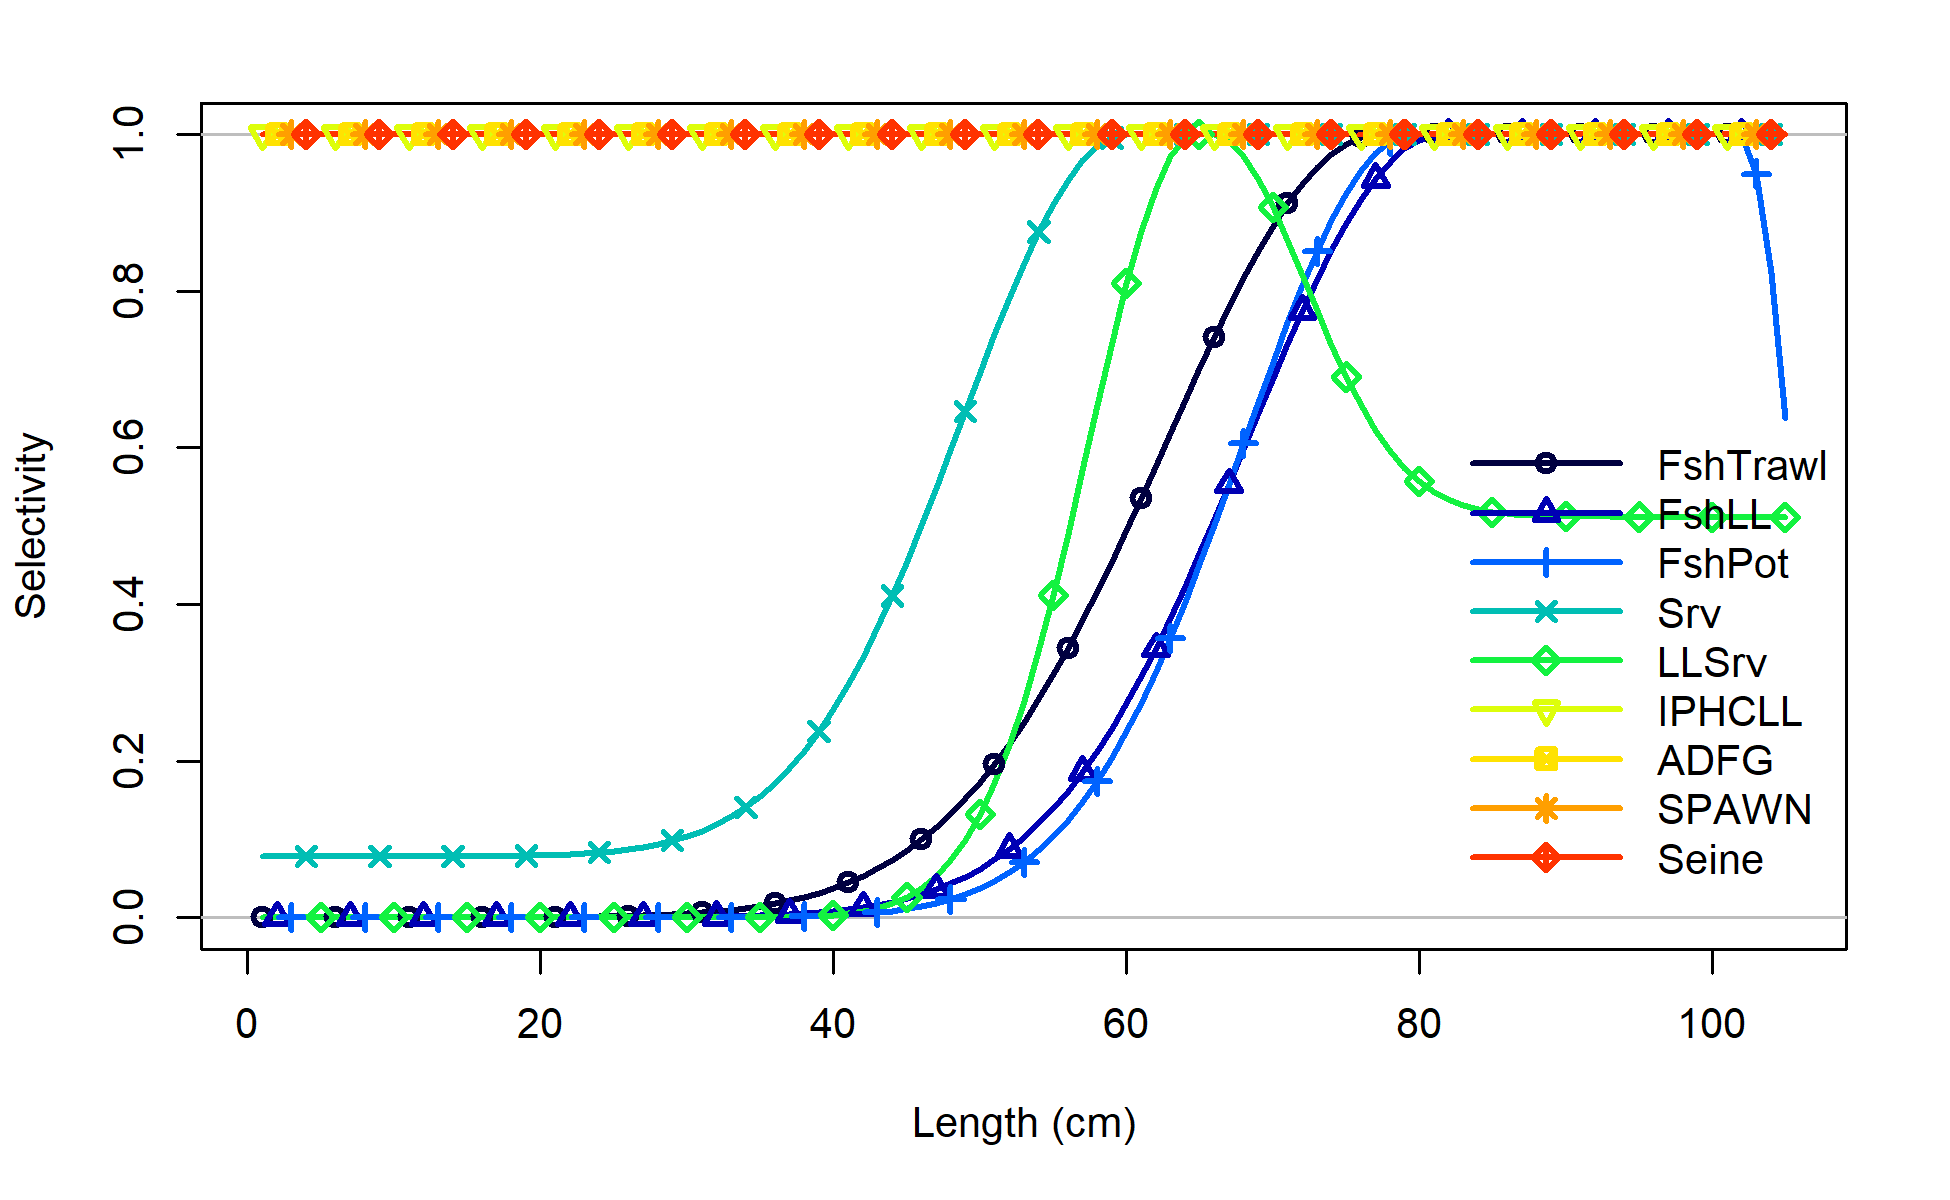 1.0
0.8
0.6
0.4
0.2
0.0
Selectivity
FshTrawl
FshLL
FshPot
Srv
LLSrv
IPHCLL
ADFG
SPAWN
Seine
0 20 40 60 80 100
Length (cm)